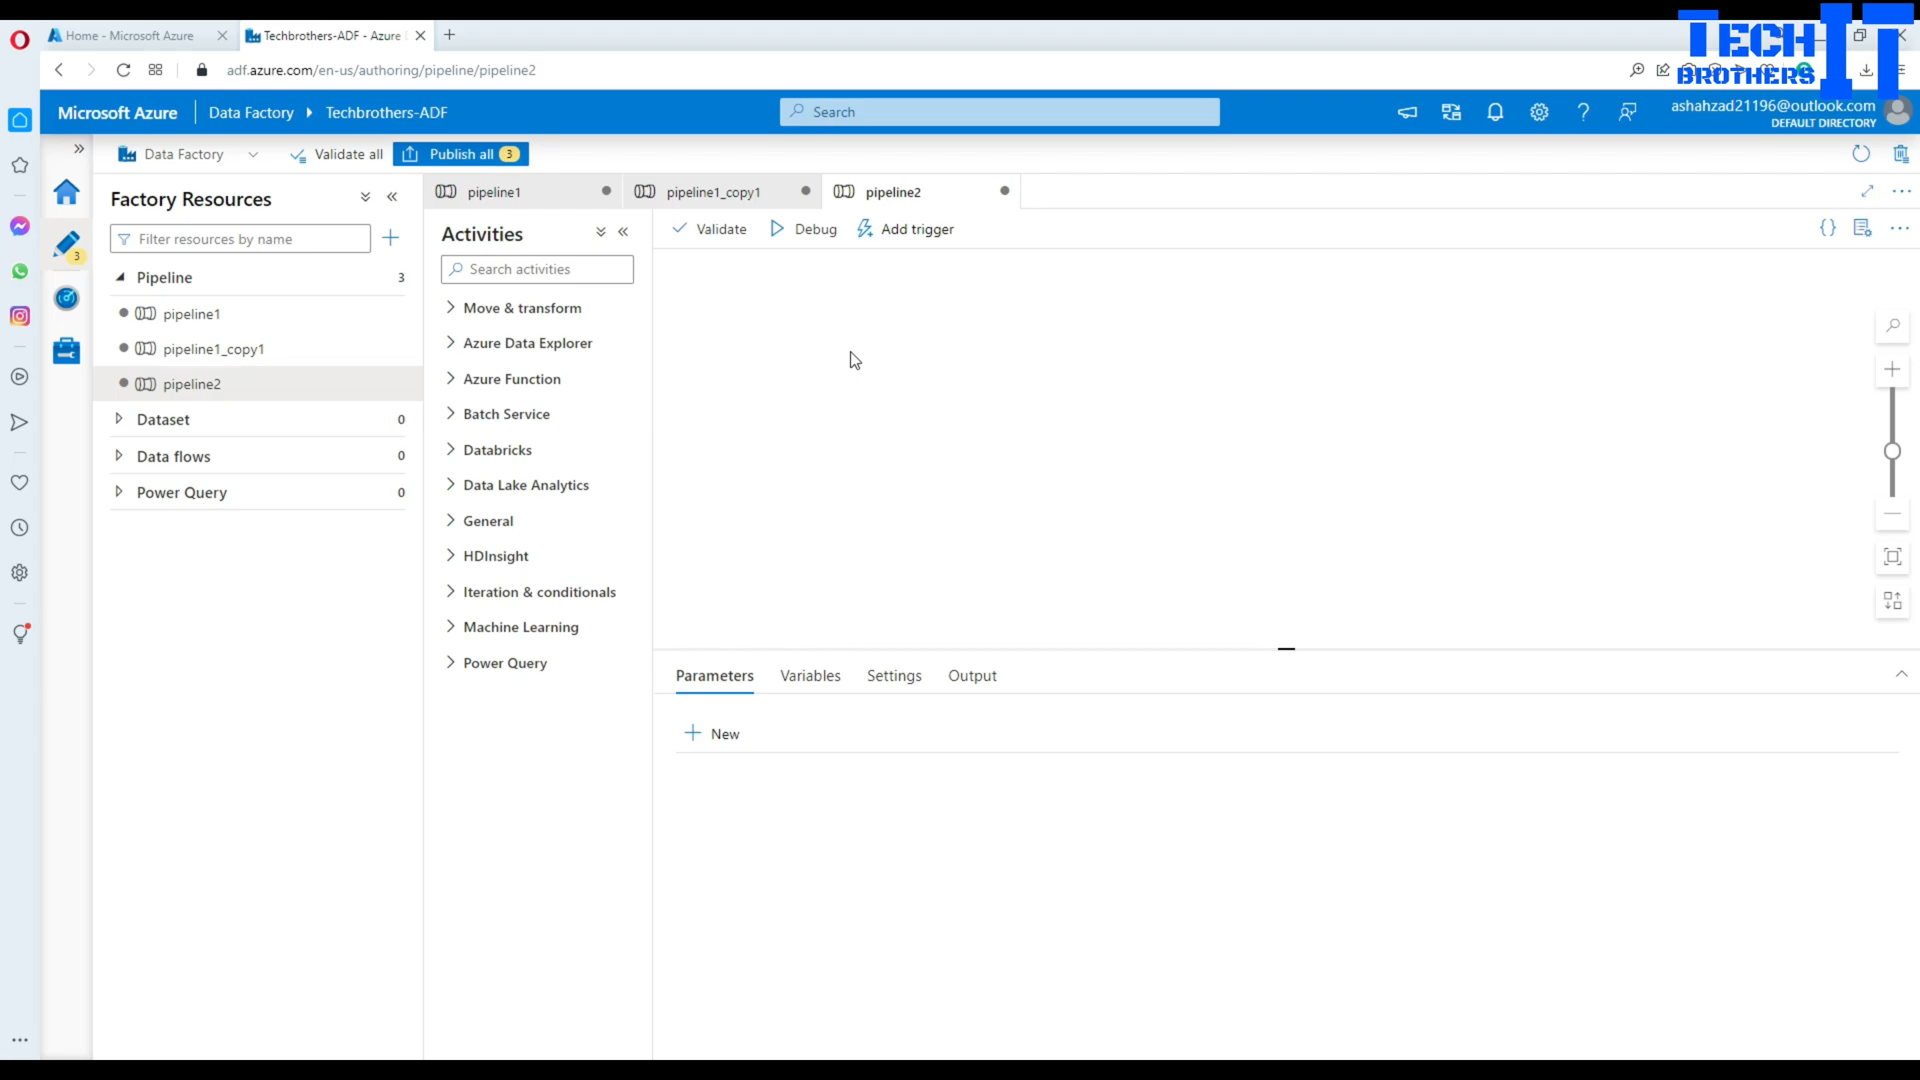 Home - Microsoft Azure
Techbrothers-ADF - Azure
TECH IT
BROTHERS
adf.azure.com/en-us/authoring/pipeline/pipeline2
Microsoft Azure
Data Factory
Techbrothers-ADF
Search
ashahzad21196@outlook.com
DEFAULT DIRECTORY
Data Factory
Validate all
Publish all
3
Factory Resources
pipeline1
pipeline1_copy1
pipeline2
Activities
Validate
Debug
Add trigger
{}
Filter resources by name
3
Search activities
Pipeline
3
pipeline1
pipeline1_copy1
pipeline2
Dataset
0
Data flows
0
Power Query
0
Move & transform
Azure Data Explorer
Azure Function
Batch Service
Databricks
Data Lake Analytics
General
HDInsight
Iteration & conditionals
Machine Learning
Power Query
Parameters
Variables
Settings
Output
New